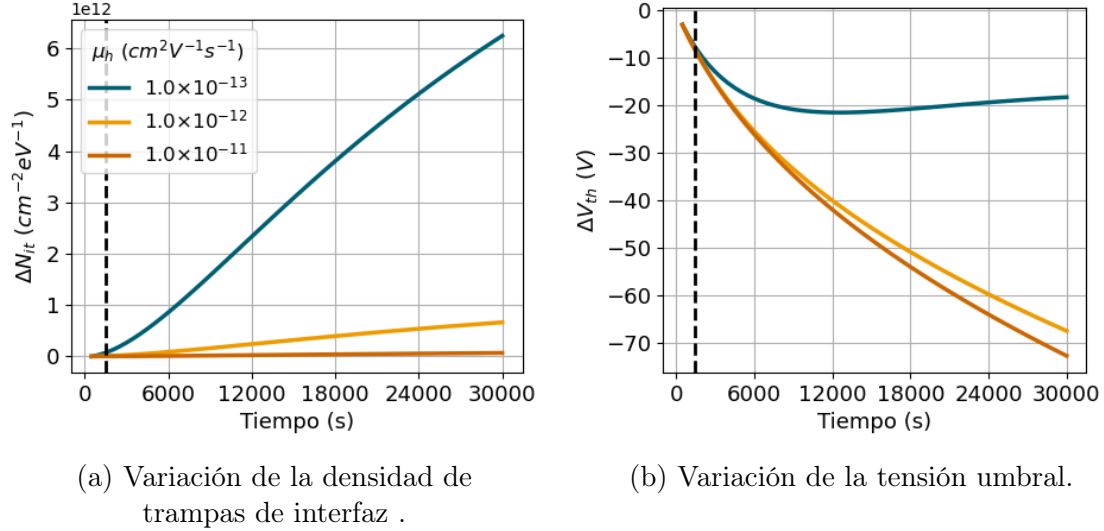 1e12
6
5
4
3
2
1
0
ΔN_it (cm⁻²eV⁻¹)
μ_h (cm²V⁻¹s⁻¹)
1.0×10⁻¹³
1.0×10⁻¹²
1.0×10⁻¹¹
0 6000 12000 18000 24000 30000
Tiempo (s)
(a) Variación de la densidad de
trampas de interfaz .
0
−10
−20
−30
−40
−50
−60
−70
ΔV_th (V)
0 6000 12000 18000 24000 30000
Tiempo (s)
(b) Variación de la tensión umbral.